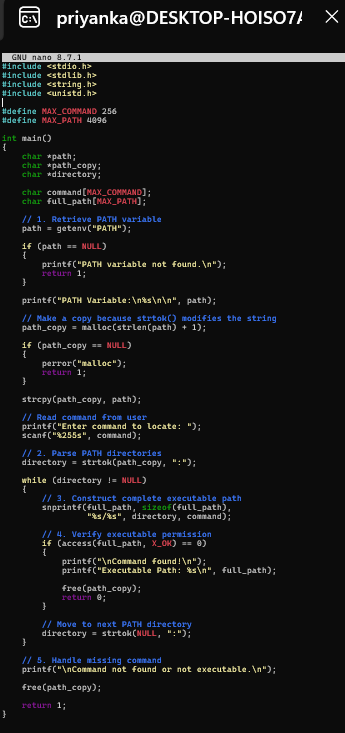 priyanka@DESKTOP-HOISO7
GNU nano 8.7.1
#include <stdio.h>
#include <stdlib.h>
#include <string.h>
#include <unistd.h>
#define MAX_COMMAND 256
#define MAX_PATH 4096
int main()
{
    char *path;
    char *path_copy;
    char *directory;
    char command[MAX_COMMAND];
    char full_path[MAX_PATH];
    // 1. Retrieve PATH variable
    path = getenv("PATH");
    if (path == NULL)
    {
        printf("PATH variable not found.\n");
        return 1;
    }
    printf("PATH Variable:\n%s\n\n", path);
    // Make a copy because strtok() modifies the string
    path_copy = malloc(strlen(path) + 1);
    if (path_copy == NULL)
    {
        perror("malloc");
        return 1;
    }
    strcpy(path_copy, path);
    // Read command from user
    printf("Enter command to locate: ");
    scanf("%255s", command);
    // 2. Parse PATH directories
    directory = strtok(path_copy, ":");
    while (directory != NULL)
    {
        // 3. Construct complete executable path
        snprintf(full_path, sizeof(full_path),
                 "%s/%s", directory, command);
        // 4. Verify executable permission
        if (access(full_path, X_OK) == 0)
        {
            printf("\nCommand found!\n");
            printf("Executable Path: %s\n", full_path);
            free(path_copy);
            return 0;
        }
        // Move to next PATH directory
        directory = strtok(NULL, ":");
    }
    // 5. Handle missing command
    printf("\nCommand not found or not executable.\n");
    free(path_copy);
    return 1;
}